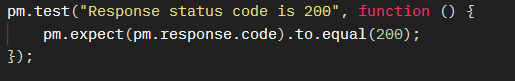 pm.test("Response status code is 200", function () {
    pm.expect(pm.response.code).to.equal(200);
});